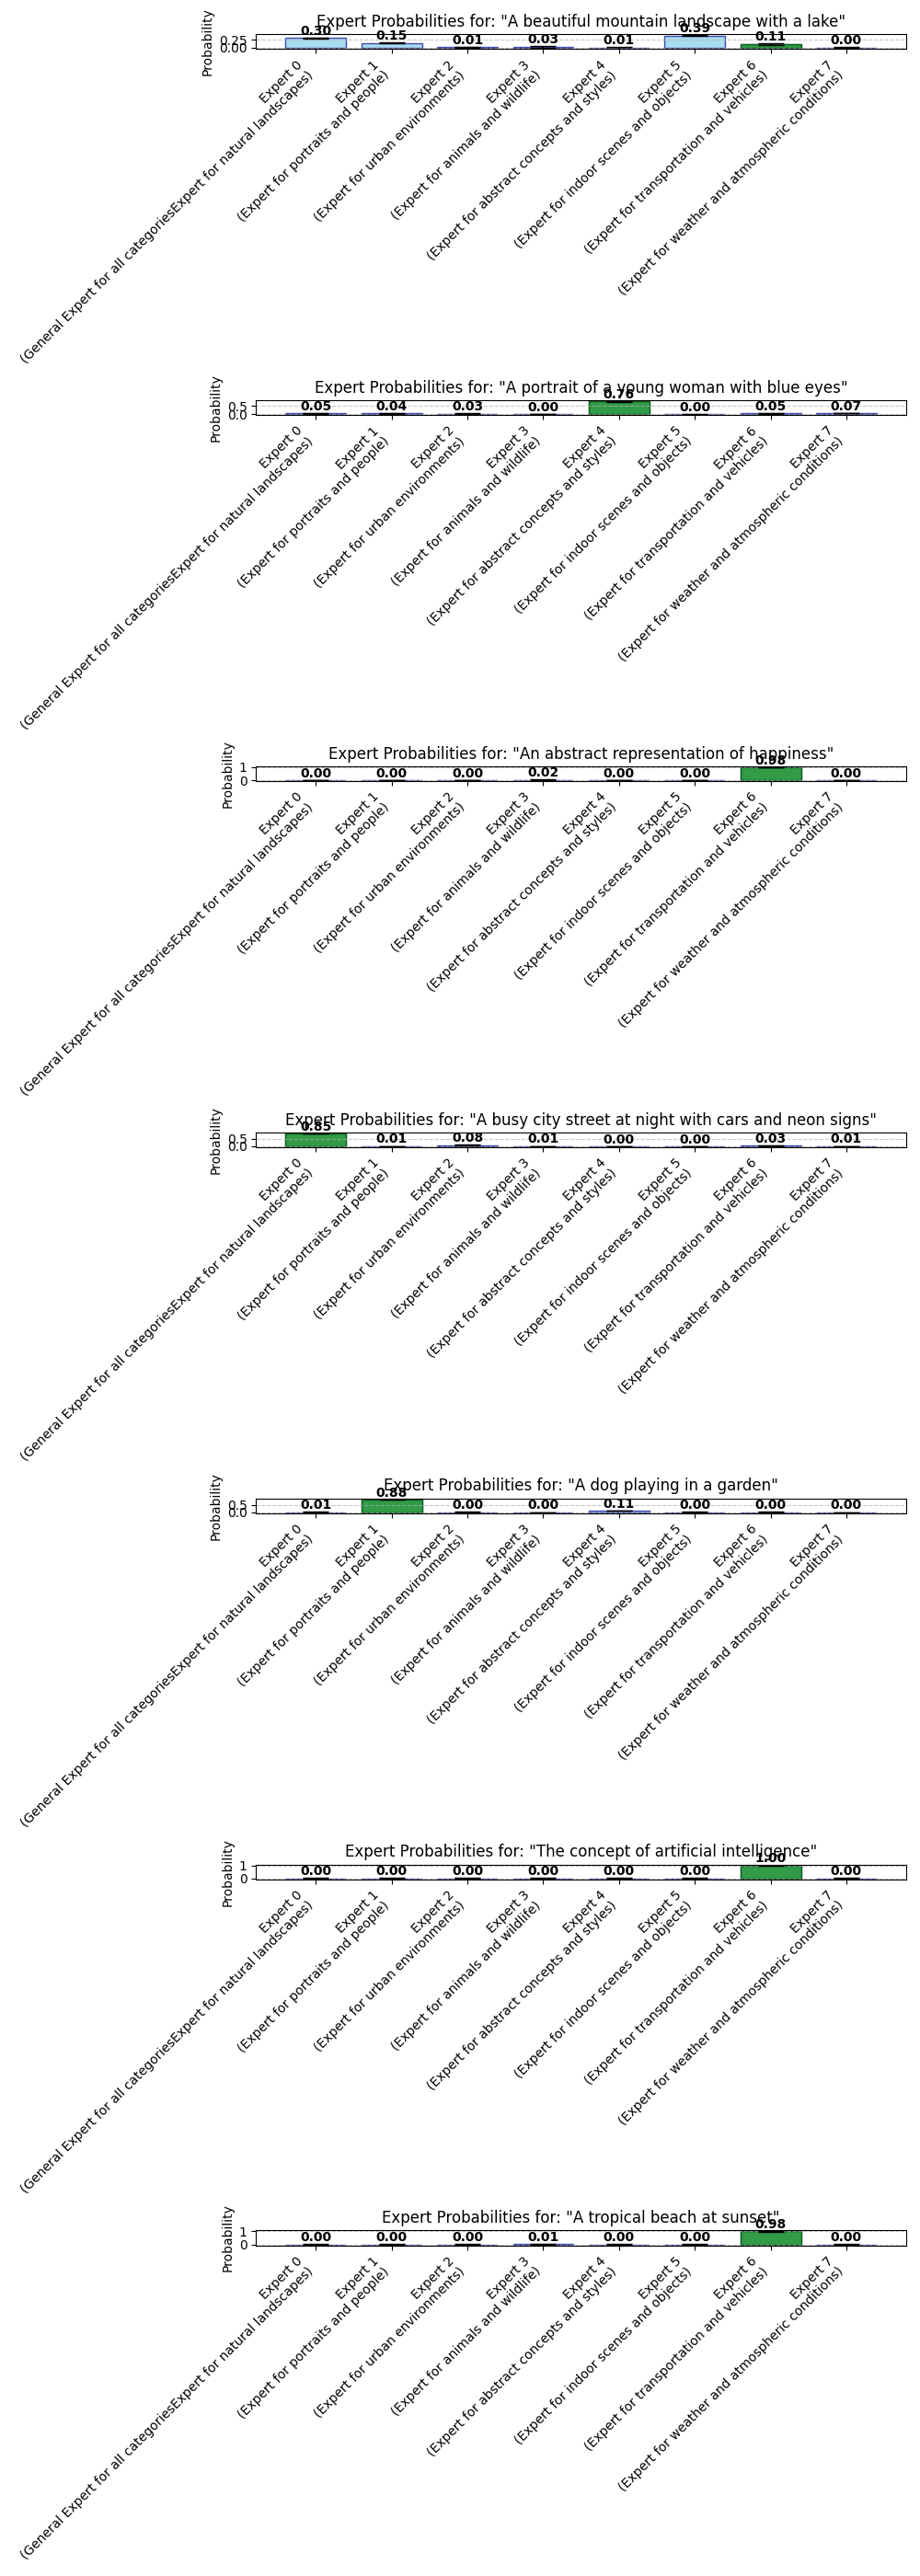 Expert Probabilities for: "A beautiful mountain landscape with a lake"
Probability
0.25
0.00
0.30
0.15
0.01
0.03
0.01
0.39
0.11
0.00
Expert 0
(General Expert for all categoriesExpert for natural landscapes)
Expert 1
(Expert for portraits and people)
Expert 2
(Expert for urban environments)
Expert 3
(Expert for animals and wildlife)
Expert 4
(Expert for abstract concepts and styles)
Expert 5
(Expert for indoor scenes and objects)
Expert 6
(Expert for transportation and vehicles)
Expert 7
(Expert for weather and atmospheric conditions)
Expert Probabilities for: "A portrait of a young woman with blue eyes"
Probability
0.5
0.0
0.05
0.04
0.03
0.00
0.76
0.00
0.05
0.07
Expert 0
(General Expert for all categoriesExpert for natural landscapes)
Expert 1
(Expert for portraits and people)
Expert 2
(Expert for urban environments)
Expert 3
(Expert for animals and wildlife)
Expert 4
(Expert for abstract concepts and styles)
Expert 5
(Expert for indoor scenes and objects)
Expert 6
(Expert for transportation and vehicles)
Expert 7
(Expert for weather and atmospheric conditions)
Expert Probabilities for: "An abstract representation of happiness"
Probability
1
0
0.00
0.00
0.00
0.02
0.00
0.00
0.98
0.00
Expert 0
(General Expert for all categoriesExpert for natural landscapes)
Expert 1
(Expert for portraits and people)
Expert 2
(Expert for urban environments)
Expert 3
(Expert for animals and wildlife)
Expert 4
(Expert for abstract concepts and styles)
Expert 5
(Expert for indoor scenes and objects)
Expert 6
(Expert for transportation and vehicles)
Expert 7
(Expert for weather and atmospheric conditions)
Expert Probabilities for: "A busy city street at night with cars and neon signs"
Probability
0.5
0.0
0.85
0.01
0.08
0.01
0.00
0.00
0.03
0.01
Expert 0
(General Expert for all categoriesExpert for natural landscapes)
Expert 1
(Expert for portraits and people)
Expert 2
(Expert for urban environments)
Expert 3
(Expert for animals and wildlife)
Expert 4
(Expert for abstract concepts and styles)
Expert 5
(Expert for indoor scenes and objects)
Expert 6
(Expert for transportation and vehicles)
Expert 7
(Expert for weather and atmospheric conditions)
Expert Probabilities for: "A dog playing in a garden"
Probability
0.5
0.0
0.01
0.88
0.00
0.00
0.11
0.00
0.00
0.00
Expert 0
(General Expert for all categoriesExpert for natural landscapes)
Expert 1
(Expert for portraits and people)
Expert 2
(Expert for urban environments)
Expert 3
(Expert for animals and wildlife)
Expert 4
(Expert for abstract concepts and styles)
Expert 5
(Expert for indoor scenes and objects)
Expert 6
(Expert for transportation and vehicles)
Expert 7
(Expert for weather and atmospheric conditions)
Expert Probabilities for: "The concept of artificial intelligence"
Probability
1
0
0.00
0.00
0.00
0.00
0.00
0.00
1.00
0.00
Expert 0
(General Expert for all categoriesExpert for natural landscapes)
Expert 1
(Expert for portraits and people)
Expert 2
(Expert for urban environments)
Expert 3
(Expert for animals and wildlife)
Expert 4
(Expert for abstract concepts and styles)
Expert 5
(Expert for indoor scenes and objects)
Expert 6
(Expert for transportation and vehicles)
Expert 7
(Expert for weather and atmospheric conditions)
Expert Probabilities for: "A tropical beach at sunset"
Probability
1
0
0.00
0.00
0.00
0.01
0.00
0.00
0.98
0.00
Expert 0
(General Expert for all categoriesExpert for natural landscapes)
Expert 1
(Expert for portraits and people)
Expert 2
(Expert for urban environments)
Expert 3
(Expert for animals and wildlife)
Expert 4
(Expert for abstract concepts and styles)
Expert 5
(Expert for indoor scenes and objects)
Expert 6
(Expert for transportation and vehicles)
Expert 7
(Expert for weather and atmospheric conditions)